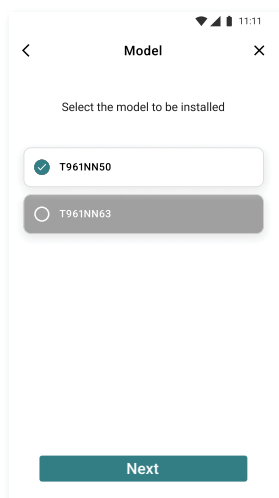 11:11
Model
Select the model to be installed
T961NN50
T961NN63
Next